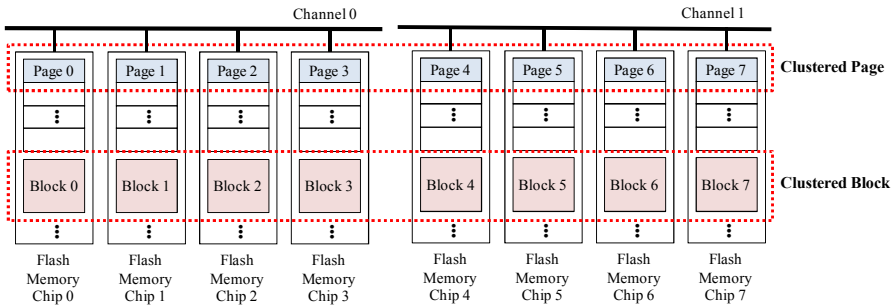 Channel 0
Channel 1
Page 0 Page 1 Page 2 Page 3 Page 4 Page 5 Page 6 Page 7
Clustered Page
Block 0 Block 1 Block 2 Block 3 Block 4 Block 5 Block 6 Block 7
Clustered Block
Flash Flash Flash Flash Flash Flash Flash Flash
Memory Memory Memory Memory Memory Memory Memory Memory
Chip 0 Chip 1 Chip 2 Chip 3 Chip 4 Chip 5 Chip 6 Chip 7